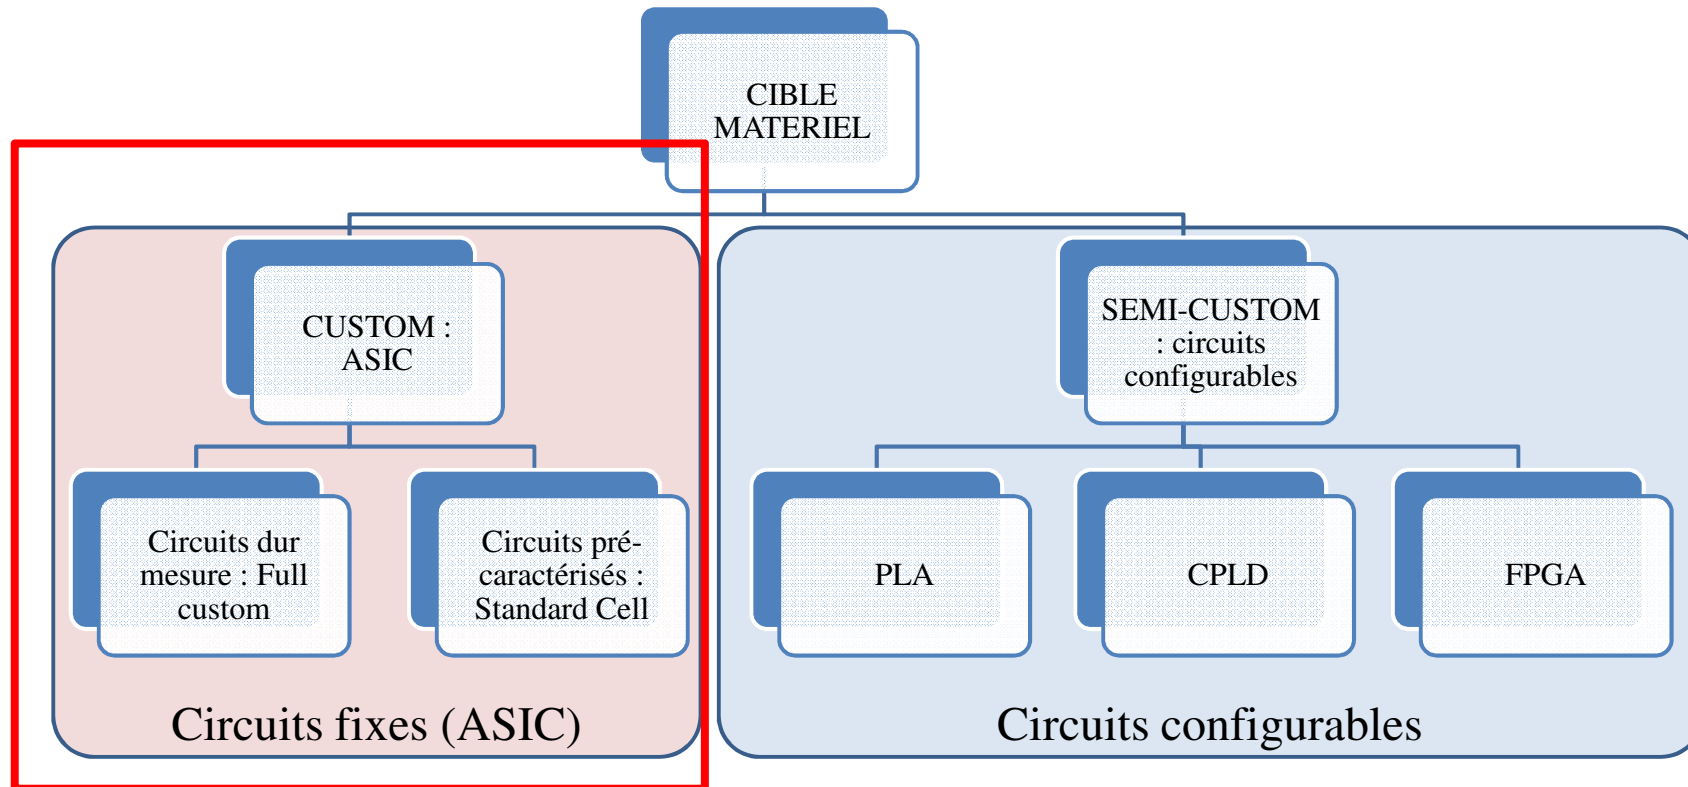 CIBLE
MATERIEL
CUSTOM :
ASIC
SEMI-CUSTOM
: circuits
configurables
Circuits dur
mesure : Full
custom
Circuits pré-
caractérisés :
Standard Cell
PLA
CPLD
FPGA
Circuits fixes (ASIC)
Circuits configurables